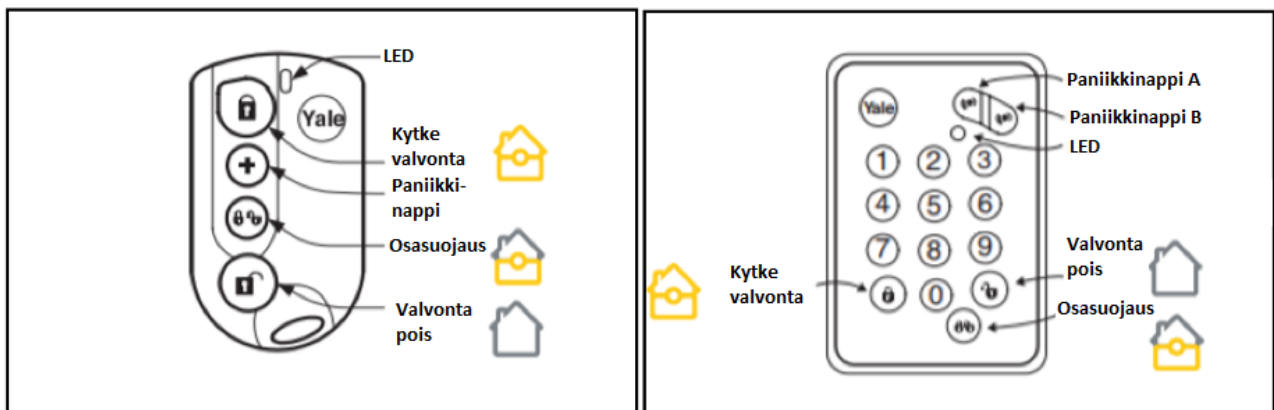 LED
Yale
Kytke
valvonta
Paniikki-
nappi
Osasuojaus
Valvonta
pois
Paniikkinappi A
Yale
Paniikkinappi B
LED
1 2 3
4 5 6
7 8 9
Valvonta
pois
Kytke
valvonta
0
Osasuojaus